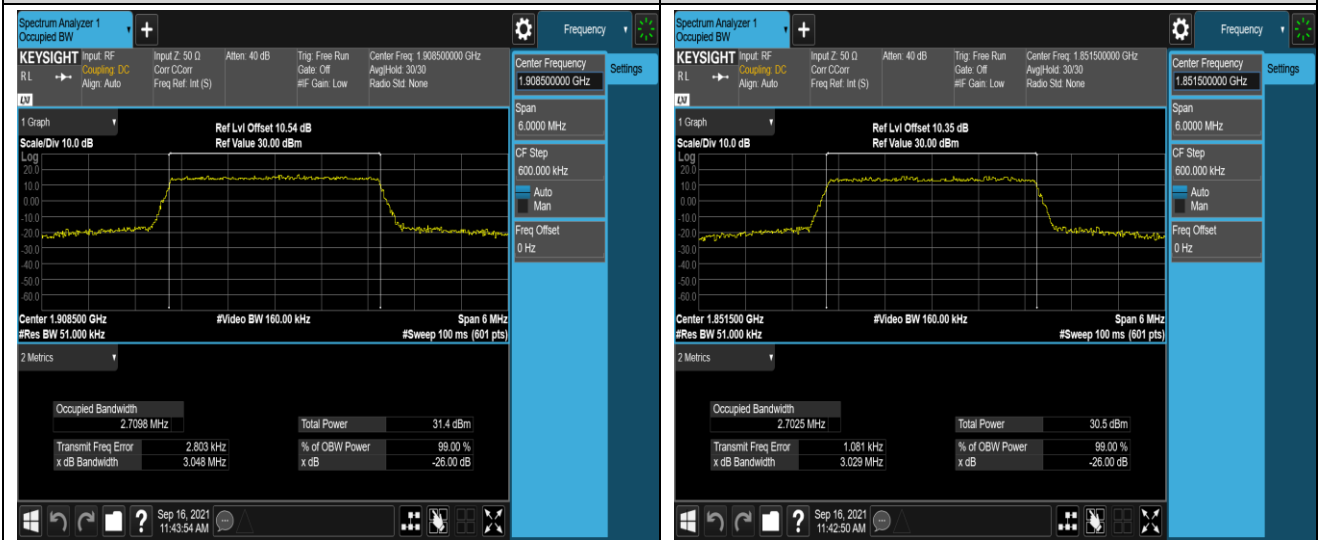 Spectrum Analyzer 1
Occupied BW
Frequency
KEYSIGHT
R L
LXI
Input: RF
Coupling: DC
Align: Auto
Input Z: 50 Ω
Corr CCorr
Freq Ref: Int (S)
Atten: 40 dB
Trig: Free Run
Gate: Off
#IF Gain: Low
Center Freq: 1.908500000 GHz
Avg|Hold: 30/30
Radio Std: None
Center Frequency
1.908500000 GHz
Settings
Span
6.0000 MHz
CF Step
600.000 kHz
Auto
Man
Freq Offset
0 Hz
1 Graph
Scale/Div 10.0 dB
Ref Lvl Offset 10.54 dB
Ref Value 30.00 dBm
Log
20.0
10.0
0.00
-10.0
-20.0
-30.0
-40.0
-50.0
-60.0
Center 1.908500 GHz
#Res BW 51.000 kHz
#Video BW 160.00 kHz
Span 6 MHz
#Sweep 100 ms (601 pts)
2 Metrics
Occupied Bandwidth
2.7098 MHz
Total Power 31.4 dBm
Transmit Freq Error 2.803 kHz
% of OBW Power 99.00 %
x dB Bandwidth 3.048 MHz
x dB -26.00 dB
Sep 16, 2021
11:43:54 AM
Spectrum Analyzer 1
Occupied BW
Frequency
KEYSIGHT
R L
LXI
Input: RF
Coupling: DC
Align: Auto
Input Z: 50 Ω
Corr CCorr
Freq Ref: Int (S)
Atten: 40 dB
Trig: Free Run
Gate: Off
#IF Gain: Low
Center Freq: 1.851500000 GHz
Avg|Hold: 30/30
Radio Std: None
Center Frequency
1.851500000 GHz
Settings
Span
6.0000 MHz
CF Step
600.000 kHz
Auto
Man
Freq Offset
0 Hz
1 Graph
Scale/Div 10.0 dB
Ref Lvl Offset 10.35 dB
Ref Value 30.00 dBm
Log
20.0
10.0
0.00
-10.0
-20.0
-30.0
-40.0
-50.0
-60.0
Center 1.851500 GHz
#Res BW 51.000 kHz
#Video BW 160.00 kHz
Span 6 MHz
#Sweep 100 ms (601 pts)
2 Metrics
Occupied Bandwidth
2.7025 MHz
Total Power 30.5 dBm
Transmit Freq Error 1.081 kHz
% of OBW Power 99.00 %
x dB Bandwidth 3.029 MHz
x dB -26.00 dB
Sep 16, 2021
11:42:50 AM